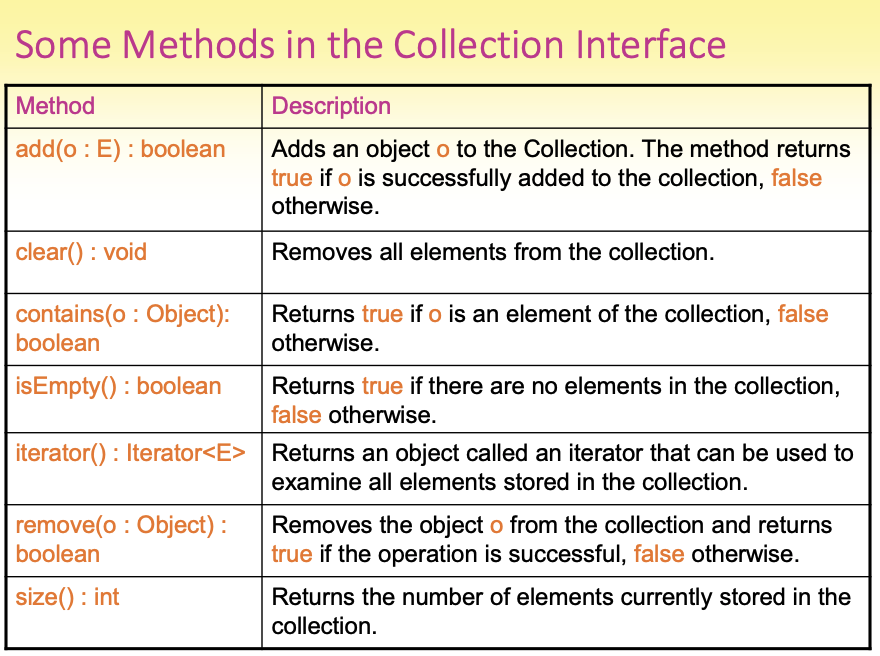 Some Methods in the Collection Interface
Method
Description
add(o : E) : boolean
Adds an object o to the Collection. The method returns
true if o is successfully added to the collection, false
otherwise.
clear() : void
Removes all elements from the collection.
contains(o : Object):
boolean
Returns true if o is an element of the collection, false
otherwise.
isEmpty() : boolean
Returns true if there are no elements in the collection,
false otherwise.
iterator() : Iterator<E>
Returns an object called an iterator that can be used to
examine all elements stored in the collection.
remove(o : Object) :
boolean
Removes the object o from the collection and returns
true if the operation is successful, false otherwise.
size() : int
Returns the number of elements currently stored in the
collection.